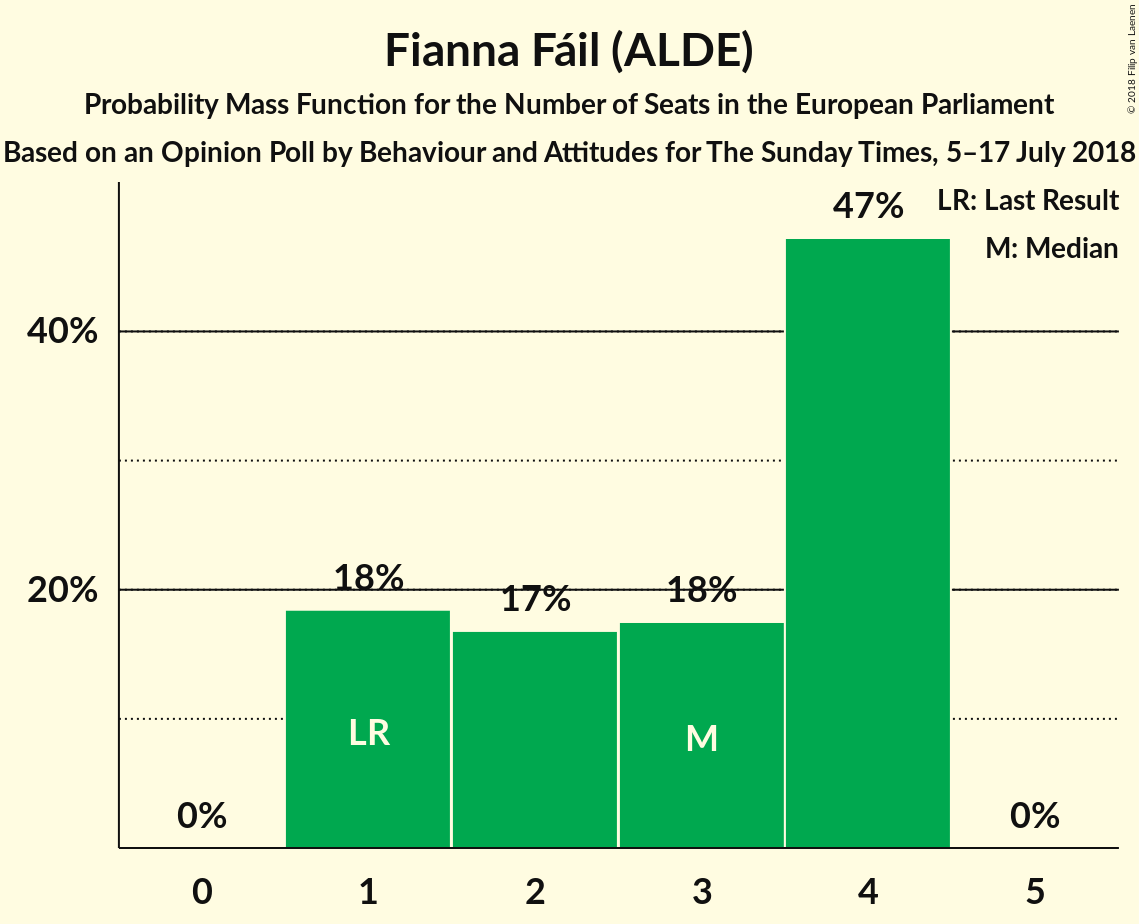 Fianna Fáil (ALDE)
Probability Mass Function for the Number of Seats in the European Parliament
Based on an Opinion Poll by Behaviour and Attitudes for The Sunday Times, 5–17 July 2018
© 2018 Filip van Laenen
LR: Last Result
M: Median
47%
40%
20%
18%
17%
18%
LR
M
0%
0%
0 1 2 3 4 5